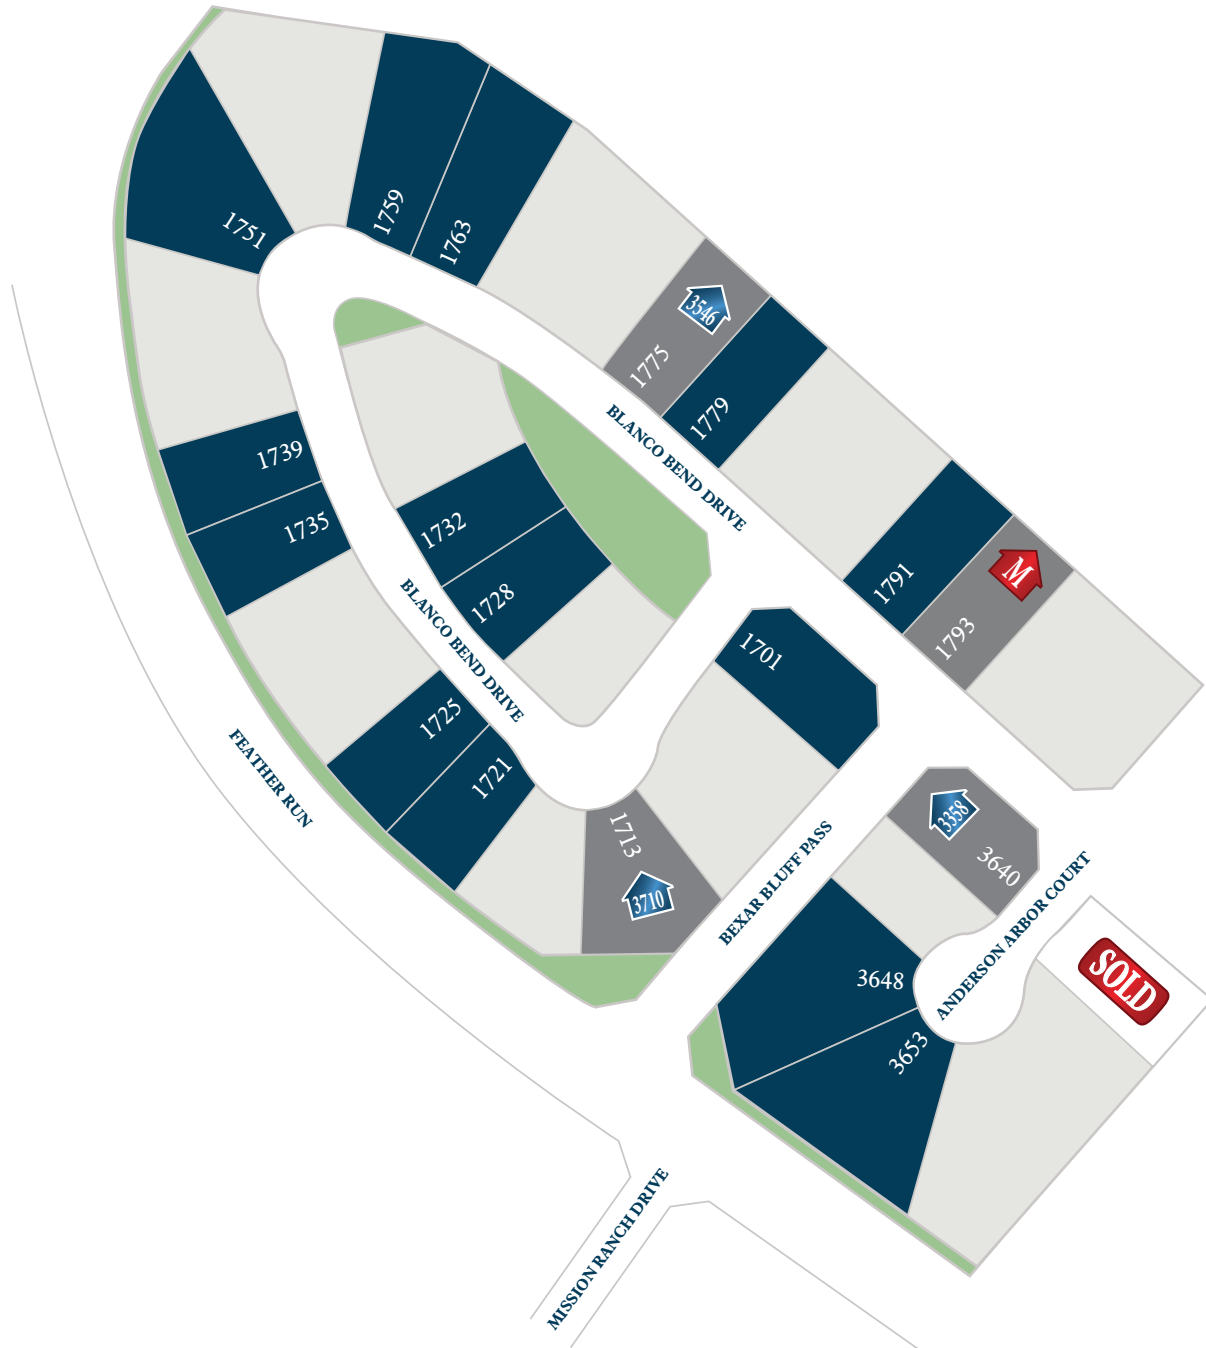 1759
1763
1751
3546
1775
1779
BLANCO BEND DRIVE
1739
1735
1732
1728
1791
M
1793
BLANCO BEND DRIVE
1701
1725
1721
FEATHER RUN
1713
3710
3358
3640
BEXAR BLUFF PASS
ANDERSON ARBOR COURT
3648
3653
SOLD
MISSION RANCH DRIVE